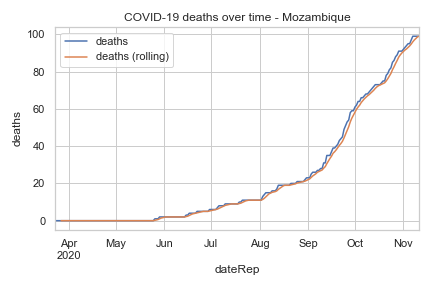 COVID-19 deaths over time - Mozambique
100
80
60
40
20
0
deaths
deaths
deaths (rolling)
Apr May Jun Jul Aug Sep Oct Nov
2020
dateRep